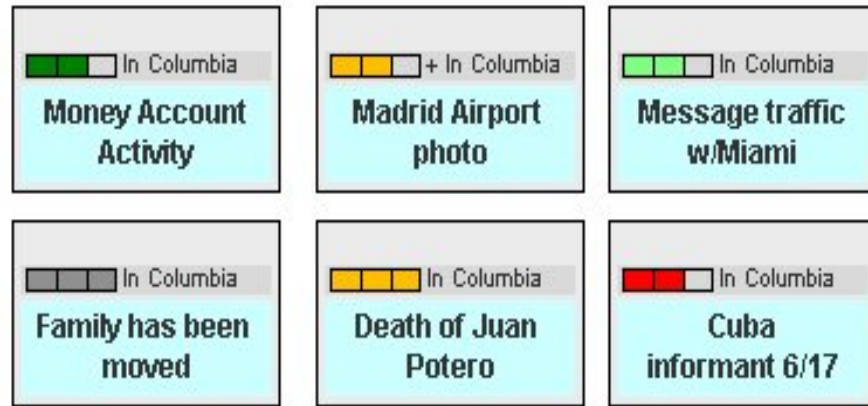 In Columbia
Money Account
Activity
+ In Columbia
Madrid Airport
photo
In Columbia
Message traffic
w/Miami
In Columbia
Family has been
moved
In Columbia
Death of Juan
Potero
In Columbia
Cuba
informant 6/17